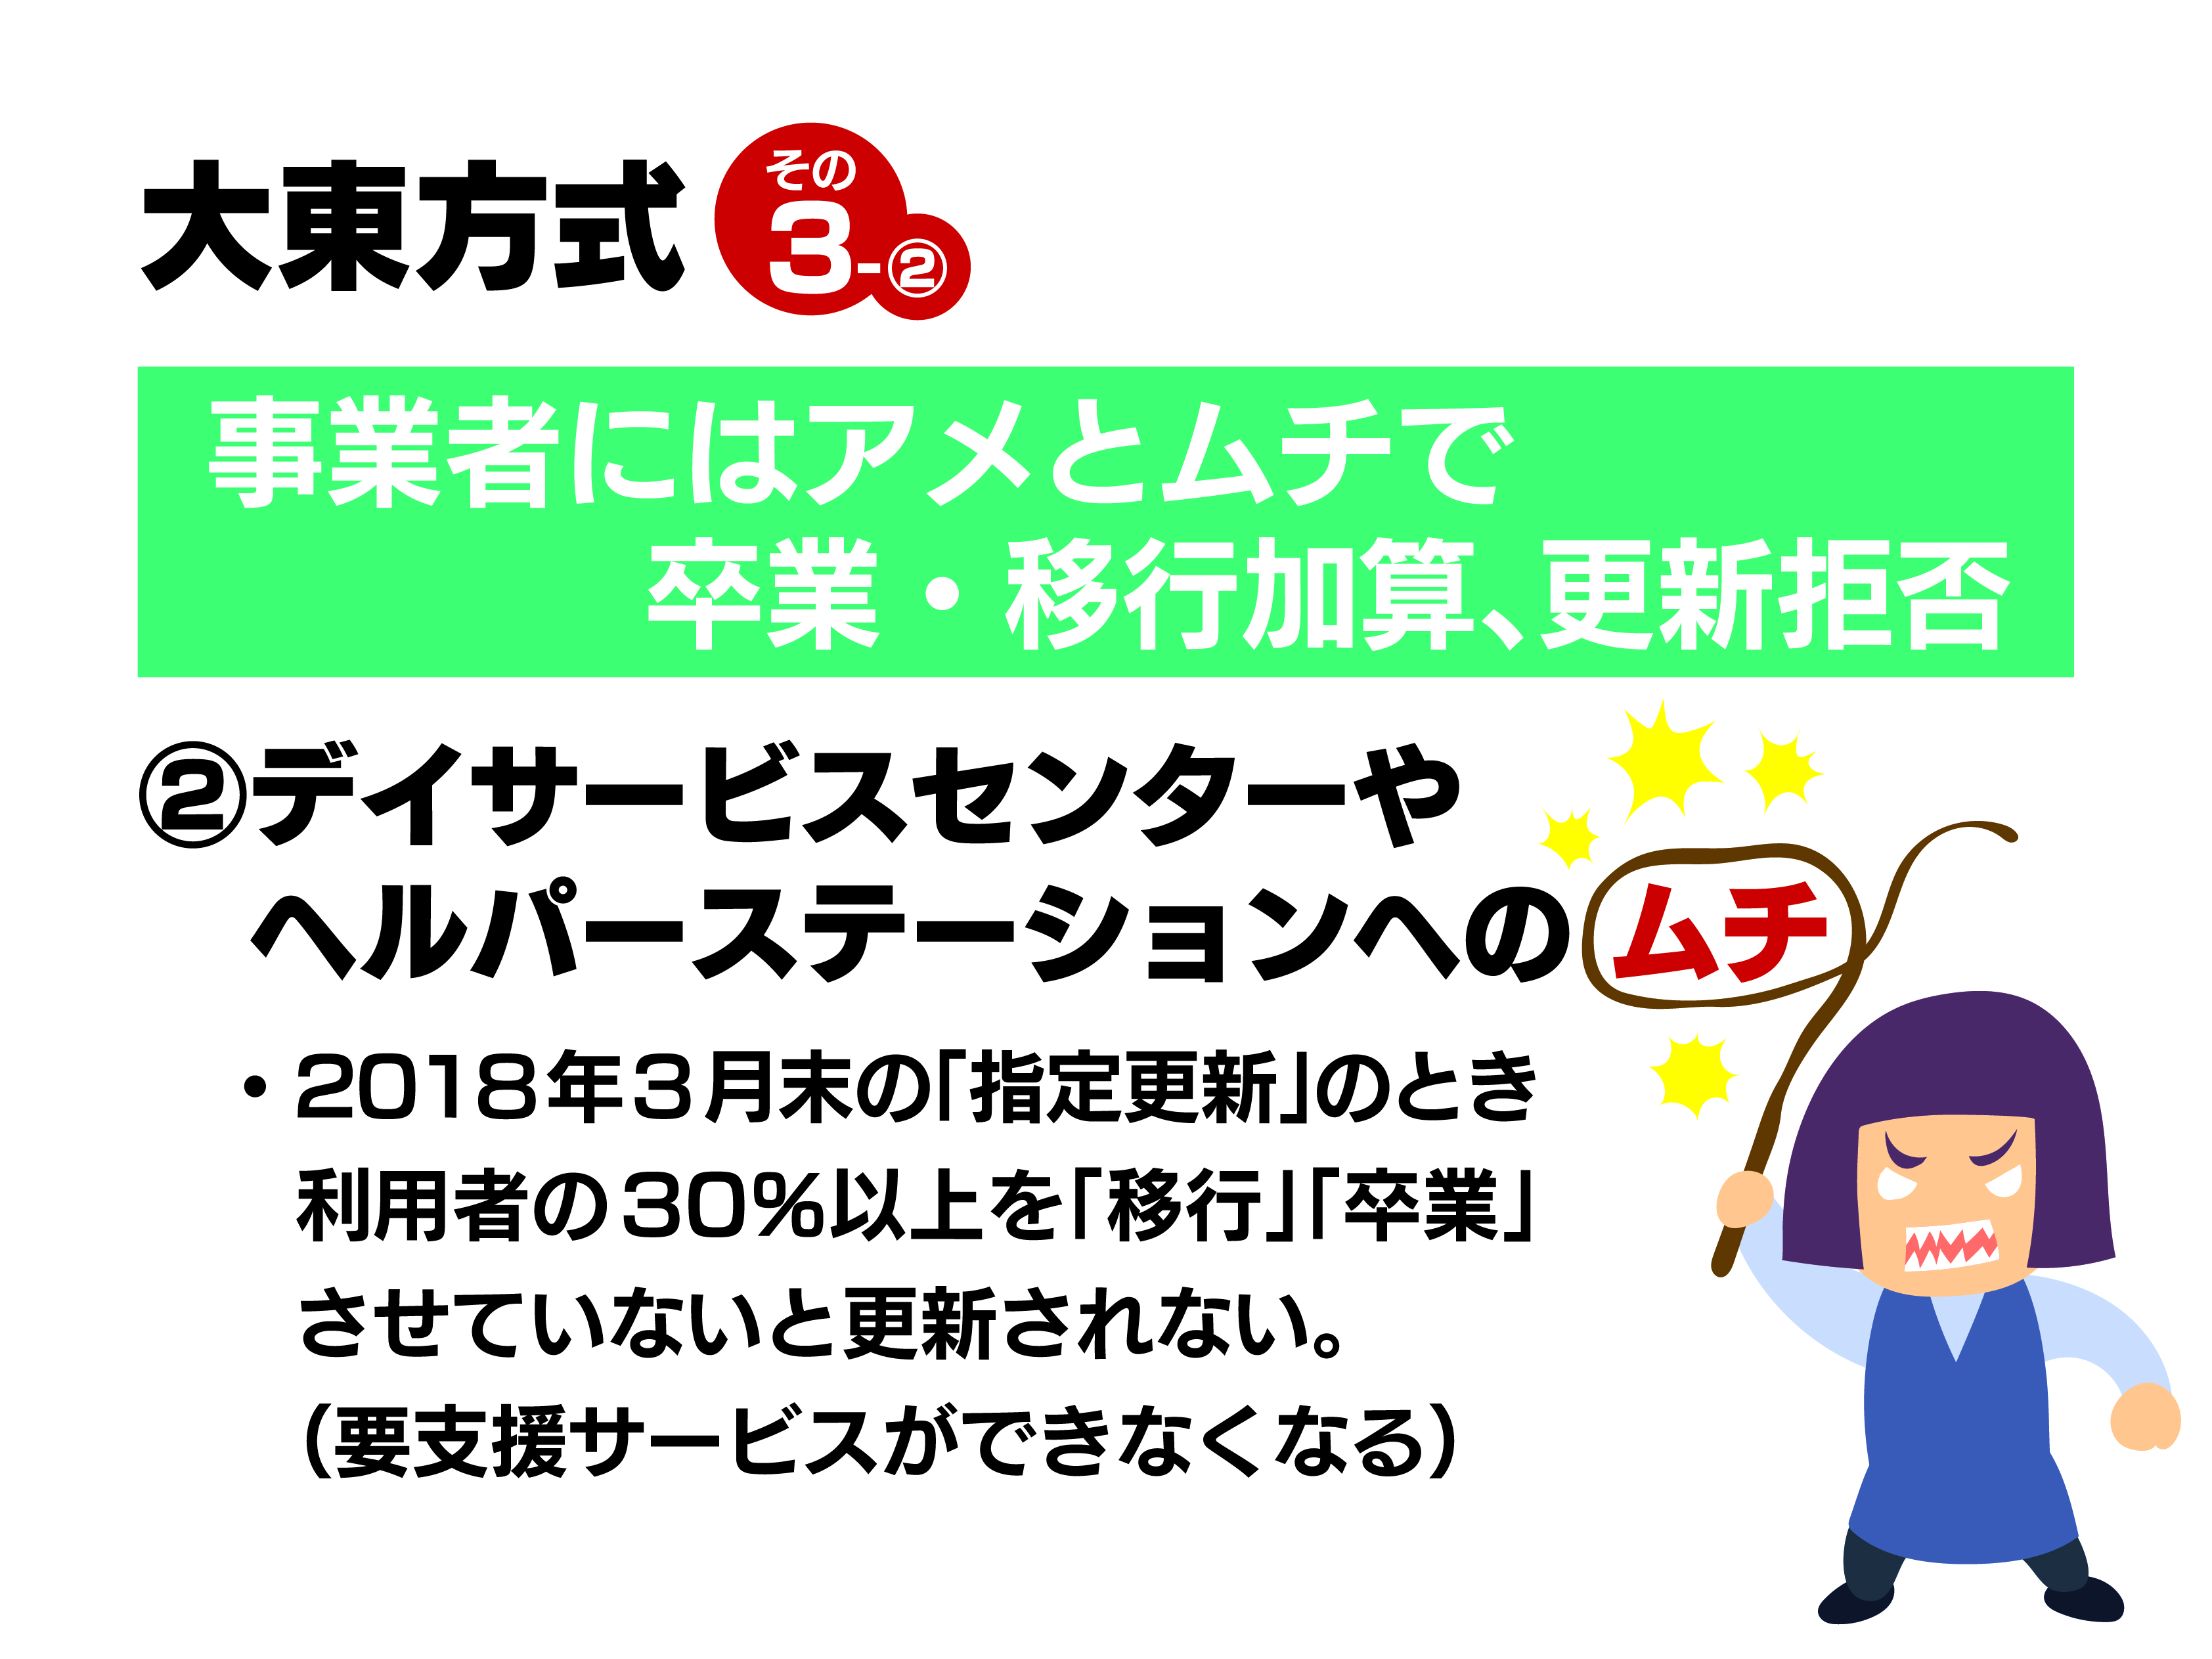 大東方式 その3-②
事業者にはアメとムチで
卒業・移行加算、更新拒否
②デイサービスセンターや
ヘルパーステーションへのムチ
・2018年3月末の「指定更新」のとき
利用者の30%以上を「移行」「卒業」
させていないと更新されない。
（要支援サービスができなくなる）